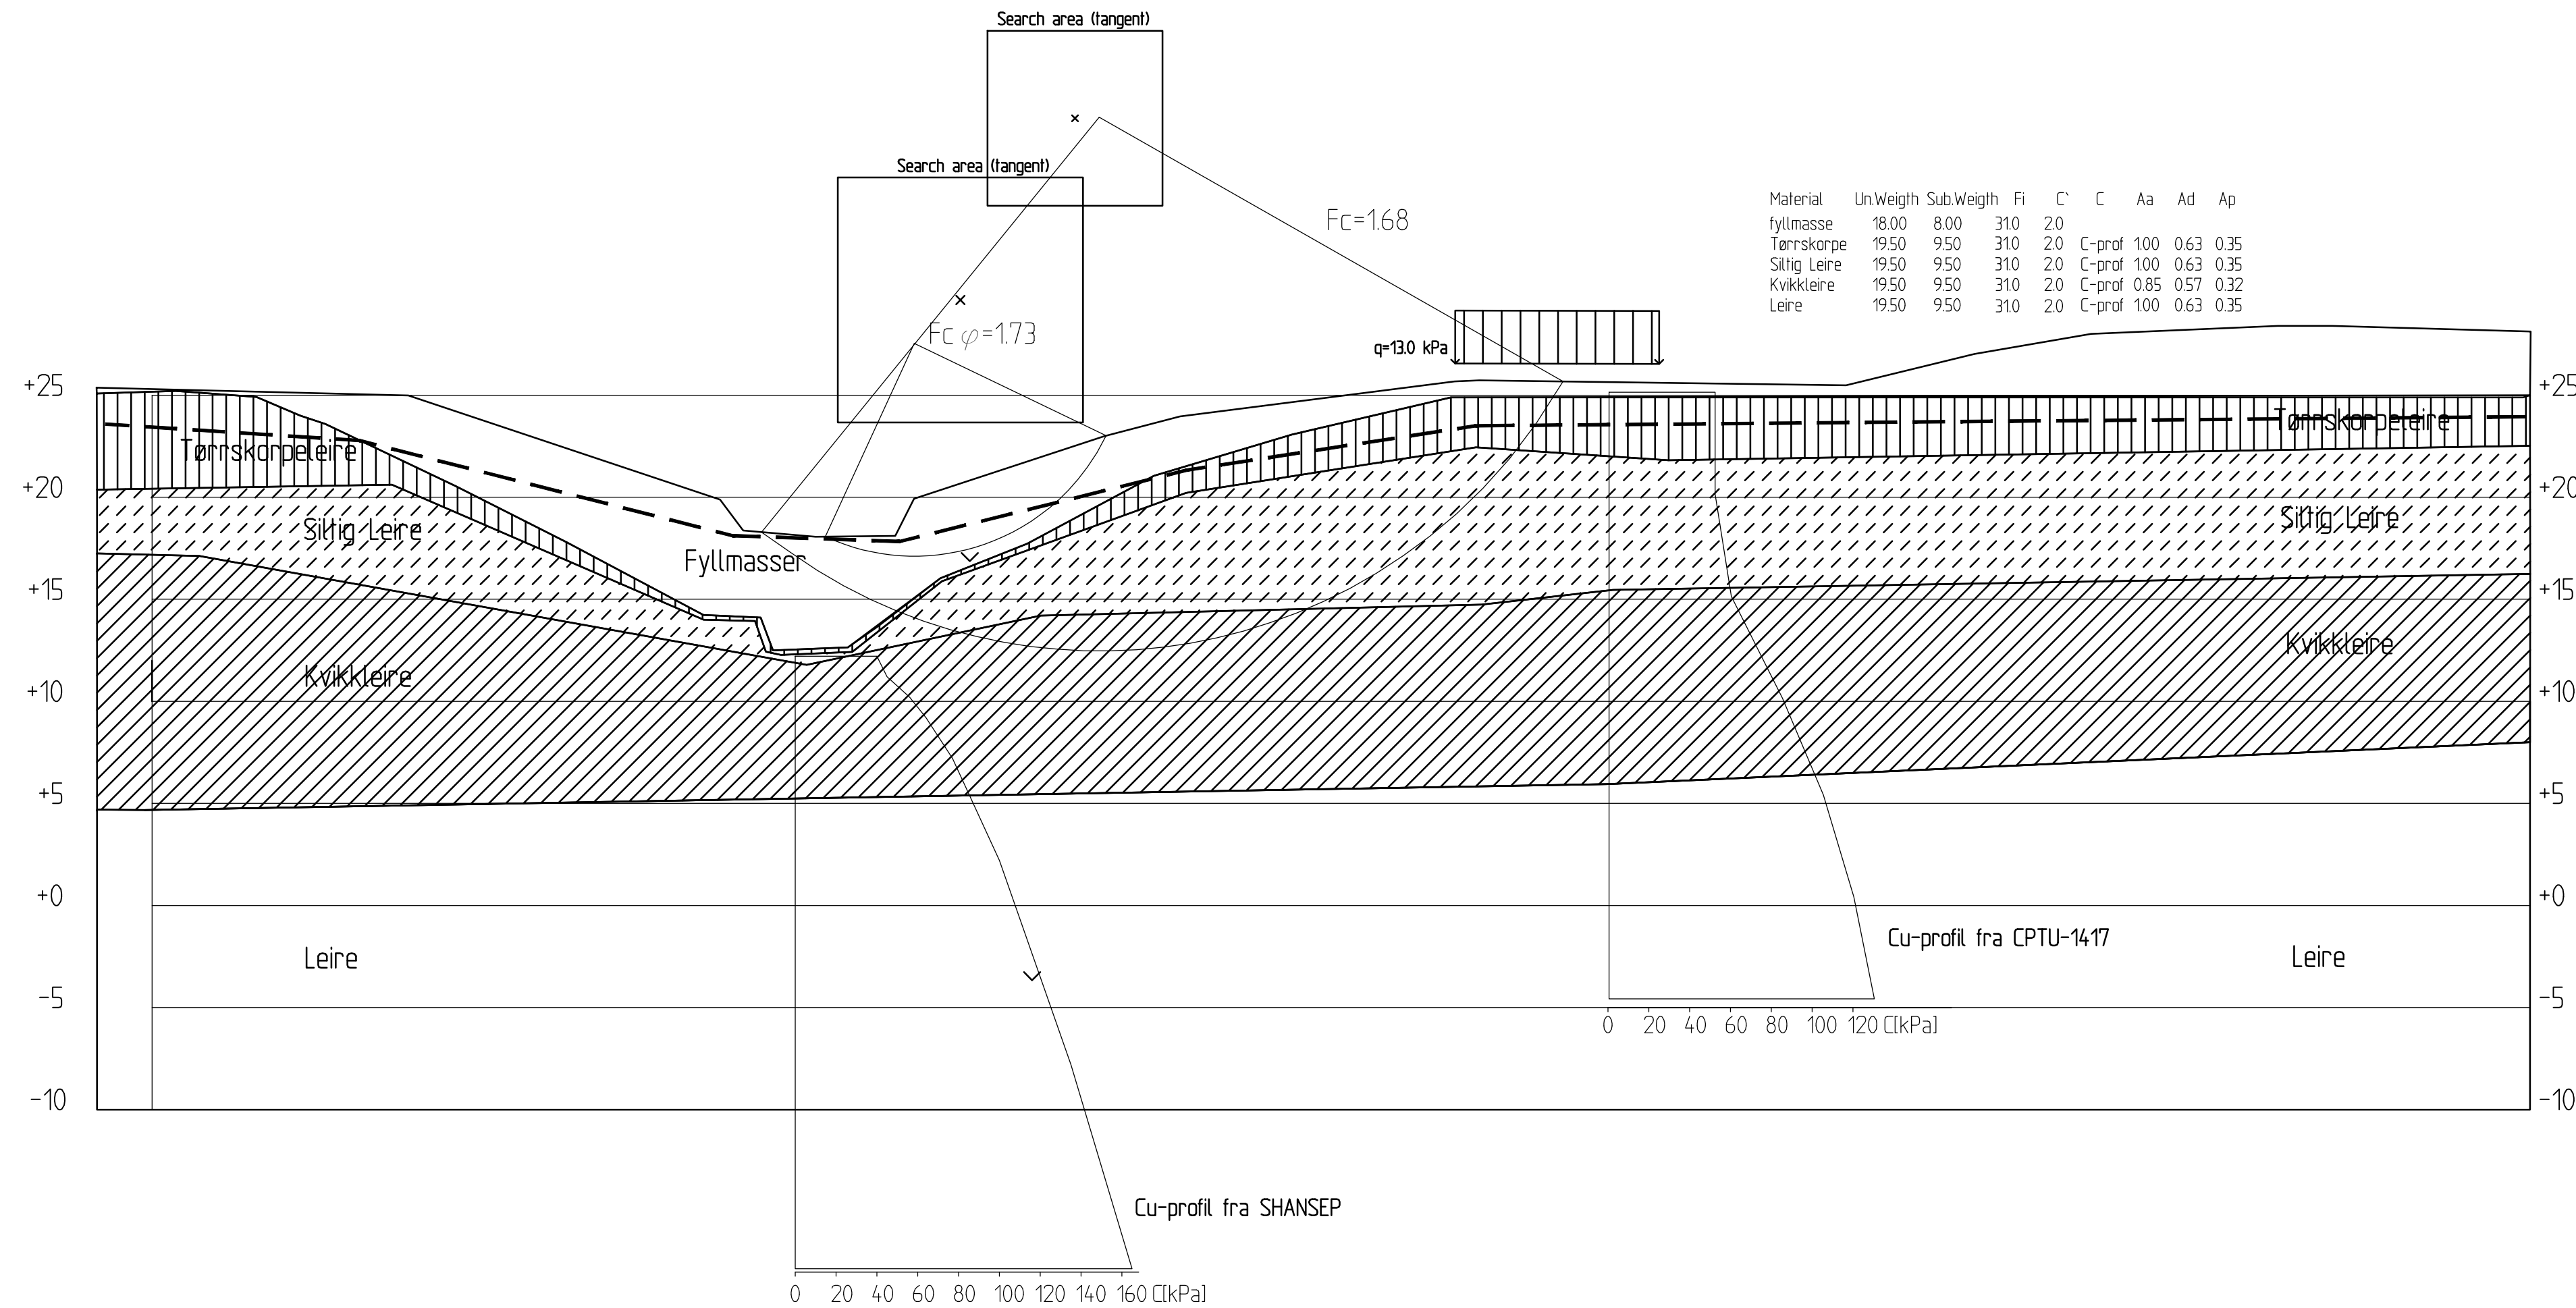 Search area (tangent)
Search area (tangent)
Fc=1.68
Fc φ=1.73
Material Un.Weigth Sub.Weigth Fi C` C Aa Ad Ap
fyllmasse 18.00 8.00 31.0 2.0
Tørrskorpe 19.50 9.50 31.0 2.0 C-prof 1.00 0.63 0.35
Siltig Leire 19.50 9.50 31.0 2.0 C-prof 1.00 0.63 0.35
Kvikkleire 19.50 9.50 31.0 2.0 C-prof 0.85 0.57 0.32
Leire 19.50 9.50 31.0 2.0 C-prof 1.00 0.63 0.35
q=13.0 kPa
+25 +25
Tørrskorpeleire Tørrskorpeleire
+20 +20
Siltig Leire Siltig Leire
Fyllmasser
+15 +15
Kvikkleire Kvikkleire
+10 +10
+5 +5
+0 +0
Cu-profil fra CPTU-1417
Leire Leire
-5 -5
0 20 40 60 80 100 120 C[kPa]
-10 -10
Cu-profil fra SHANSEP
0 20 40 60 80 100 120 140 160 C[kPa]